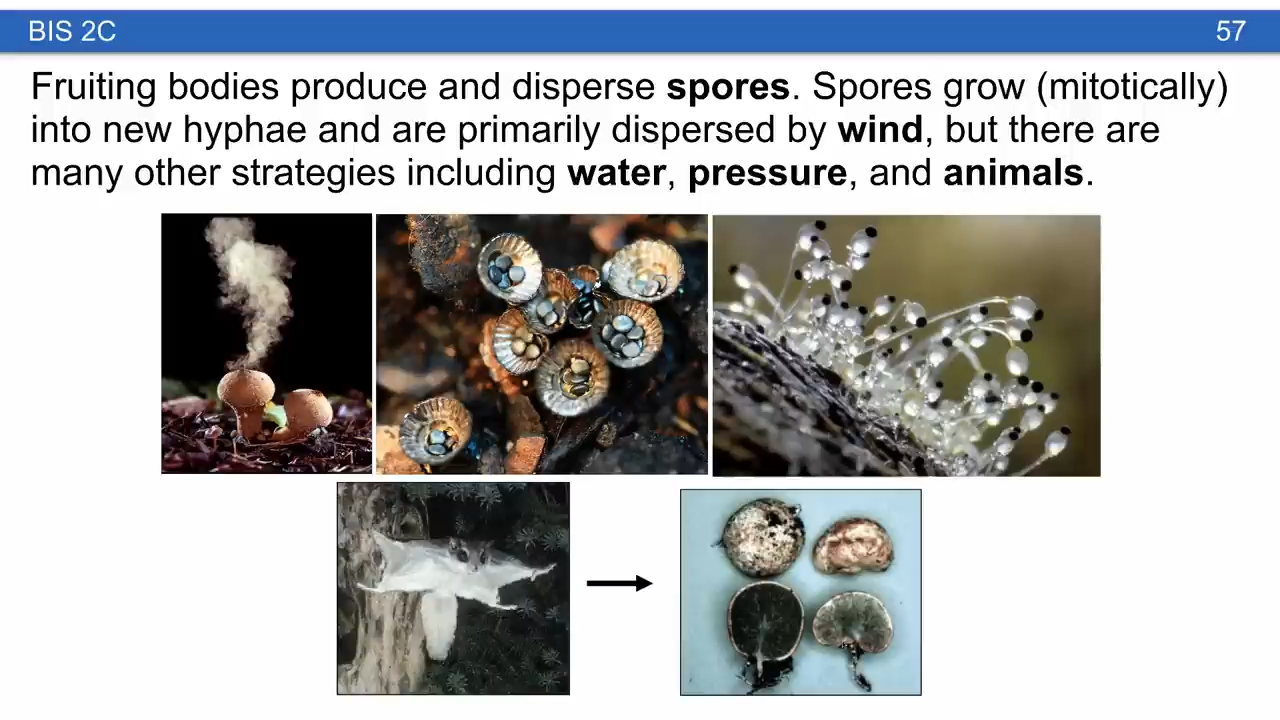 BIS 2C
57
Fruiting bodies produce and disperse spores. Spores grow (mitotically)
into new hyphae and are primarily dispersed by wind, but there are
many other strategies including water, pressure, and animals.